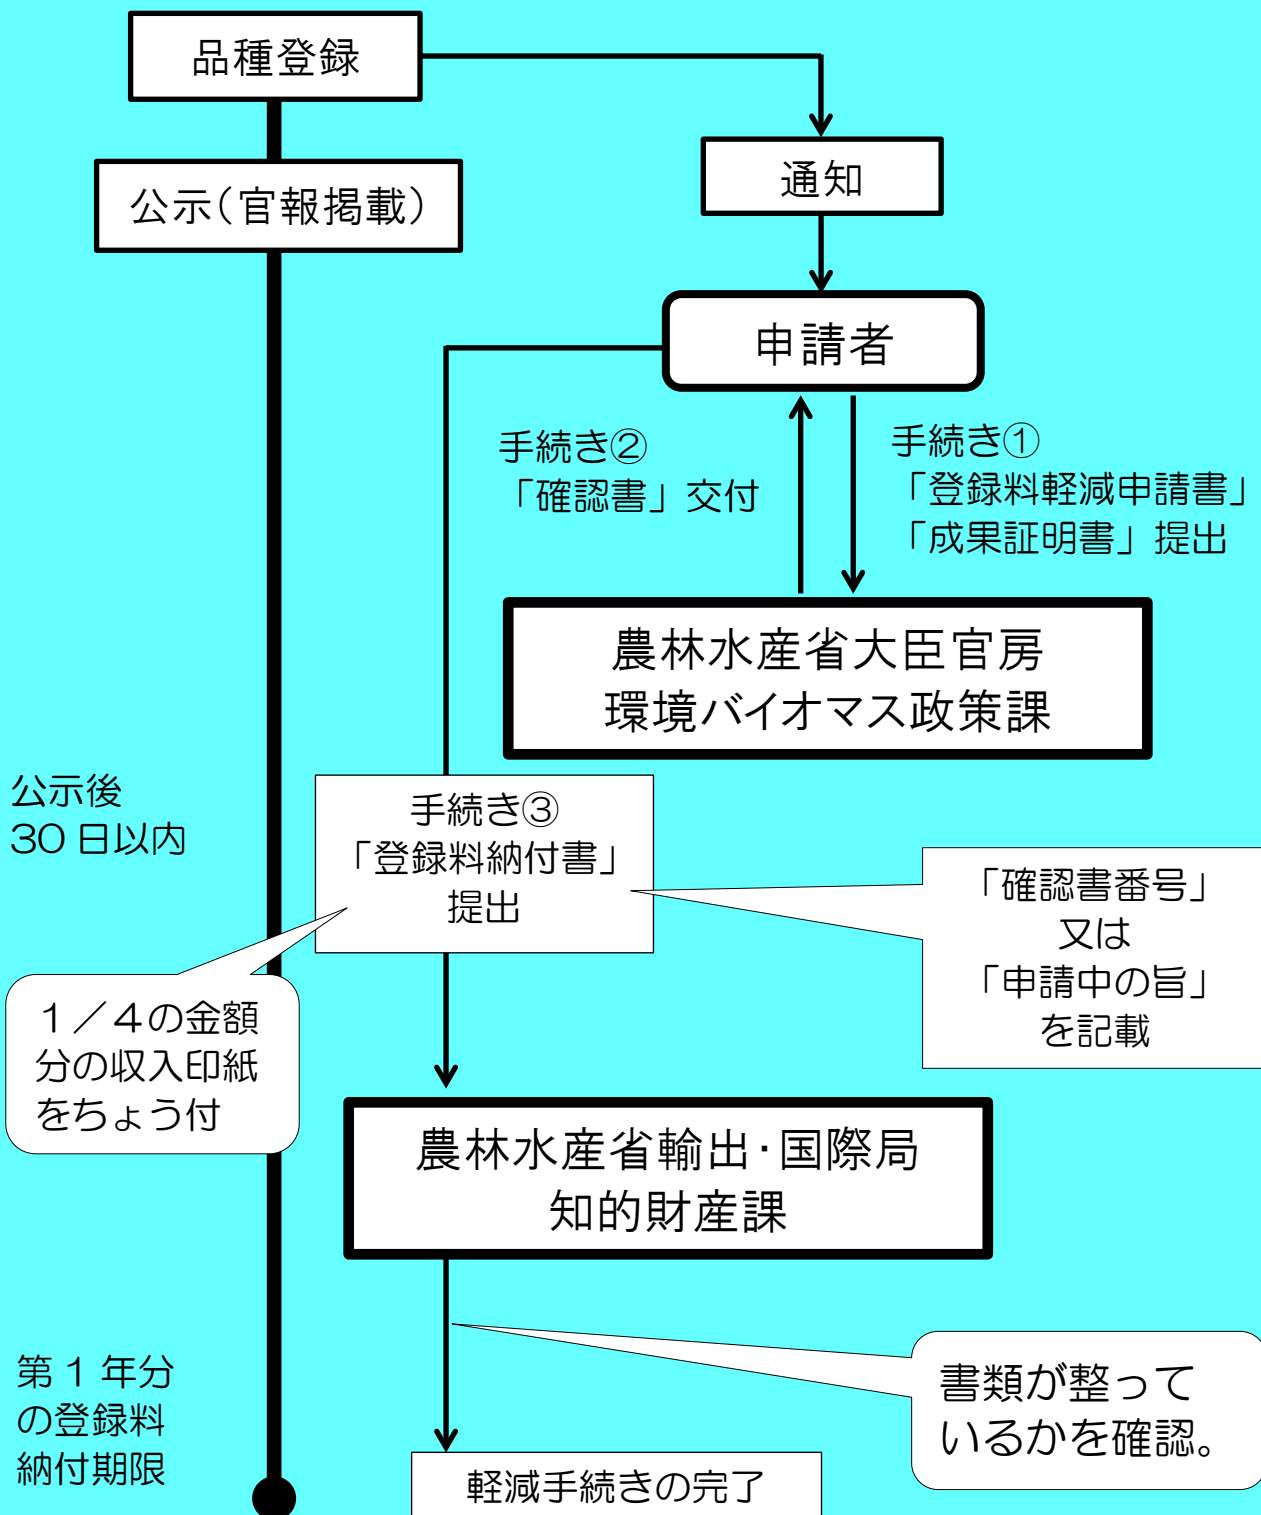 品種登録
公示(官報掲載)
通知
申請者
手続き②
「確認書」交付
手続き①
「登録料軽減申請書」
「成果証明書」提出
農林水産省大臣官房
環境バイオマス政策課
公示後
30日以内
手続き③
「登録料納付書」
提出
「確認書番号」
又は
「申請中の旨」
を記載
1/4の金額
分の収入印紙
をちょう付
農林水産省輸出・国際局
知的財産課
第1年分
の登録料
納付期限
書類が整って
いるかを確認。
軽減手続きの完了